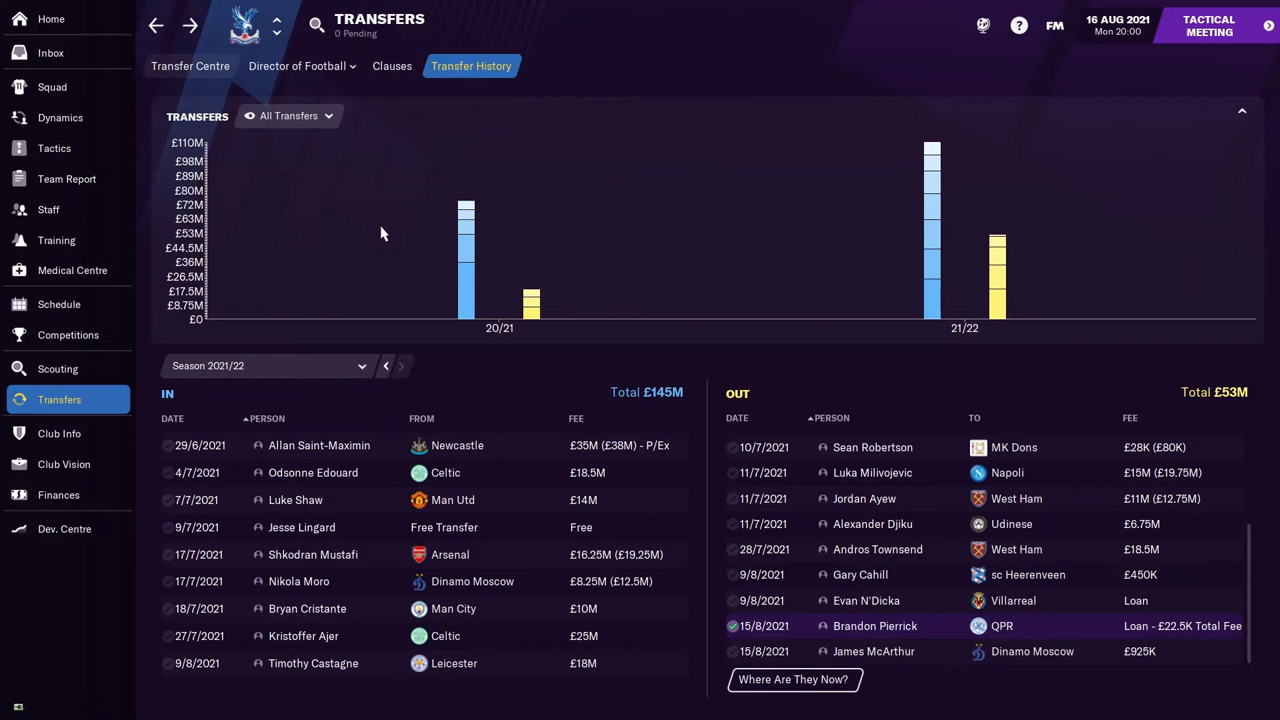 Home
Inbox
Squad
Dynamics
Tactics
Team Report
Staff
Training
Medical Centre
Schedule
Competitions
Scouting
Transfers
Club Info
Club Vision
Finances
Dev. Centre
TRANSFERS
0 Pending
?
FM
16 AUG 2021
Mon 20:00
TACTICAL MEETING
Transfer Centre Director of Football Clauses Transfer History
TRANSFERS All Transfers
£110M
£98M
£89M
£80M
£72M
£63M
£53M
£44.5M
£36M
£26.5M
£17.5M
£8.75M
£0
20/21 21/22
Season 2021/22
IN Total £145M
DATE PERSON FROM FEE
29/6/2021 Allan Saint-Maximin Newcastle £35M (£38M) - P/Ex
4/7/2021 Odsonne Edouard Celtic £18.5M
7/7/2021 Luke Shaw Man Utd £14M
9/7/2021 Jesse Lingard Free Transfer Free
17/7/2021 Shkodran Mustafi Arsenal £16.25M (£19.25M)
17/7/2021 Nikola Moro Dinamo Moscow £8.25M (£12.5M)
18/7/2021 Bryan Cristante Man City £10M
27/7/2021 Kristoffer Ajer Celtic £25M
9/8/2021 Timothy Castagne Leicester £18M
OUT Total £53M
DATE PERSON TO FEE
10/7/2021 Sean Robertson MK Dons £28K (£80K)
11/7/2021 Luka Milivojevic Napoli £15M (£19.75M)
11/7/2021 Jordan Ayew West Ham £11M (£12.75M)
11/7/2021 Alexander Djiku Udinese £6.75M
28/7/2021 Andros Townsend West Ham £18.5M
9/8/2021 Gary Cahill sc Heerenveen £450K
9/8/2021 Evan N'Dicka Villarreal Loan
15/8/2021 Brandon Pierrick QPR Loan - £22.5K Total Fee
15/8/2021 James McArthur Dinamo Moscow £925K
Where Are They Now?